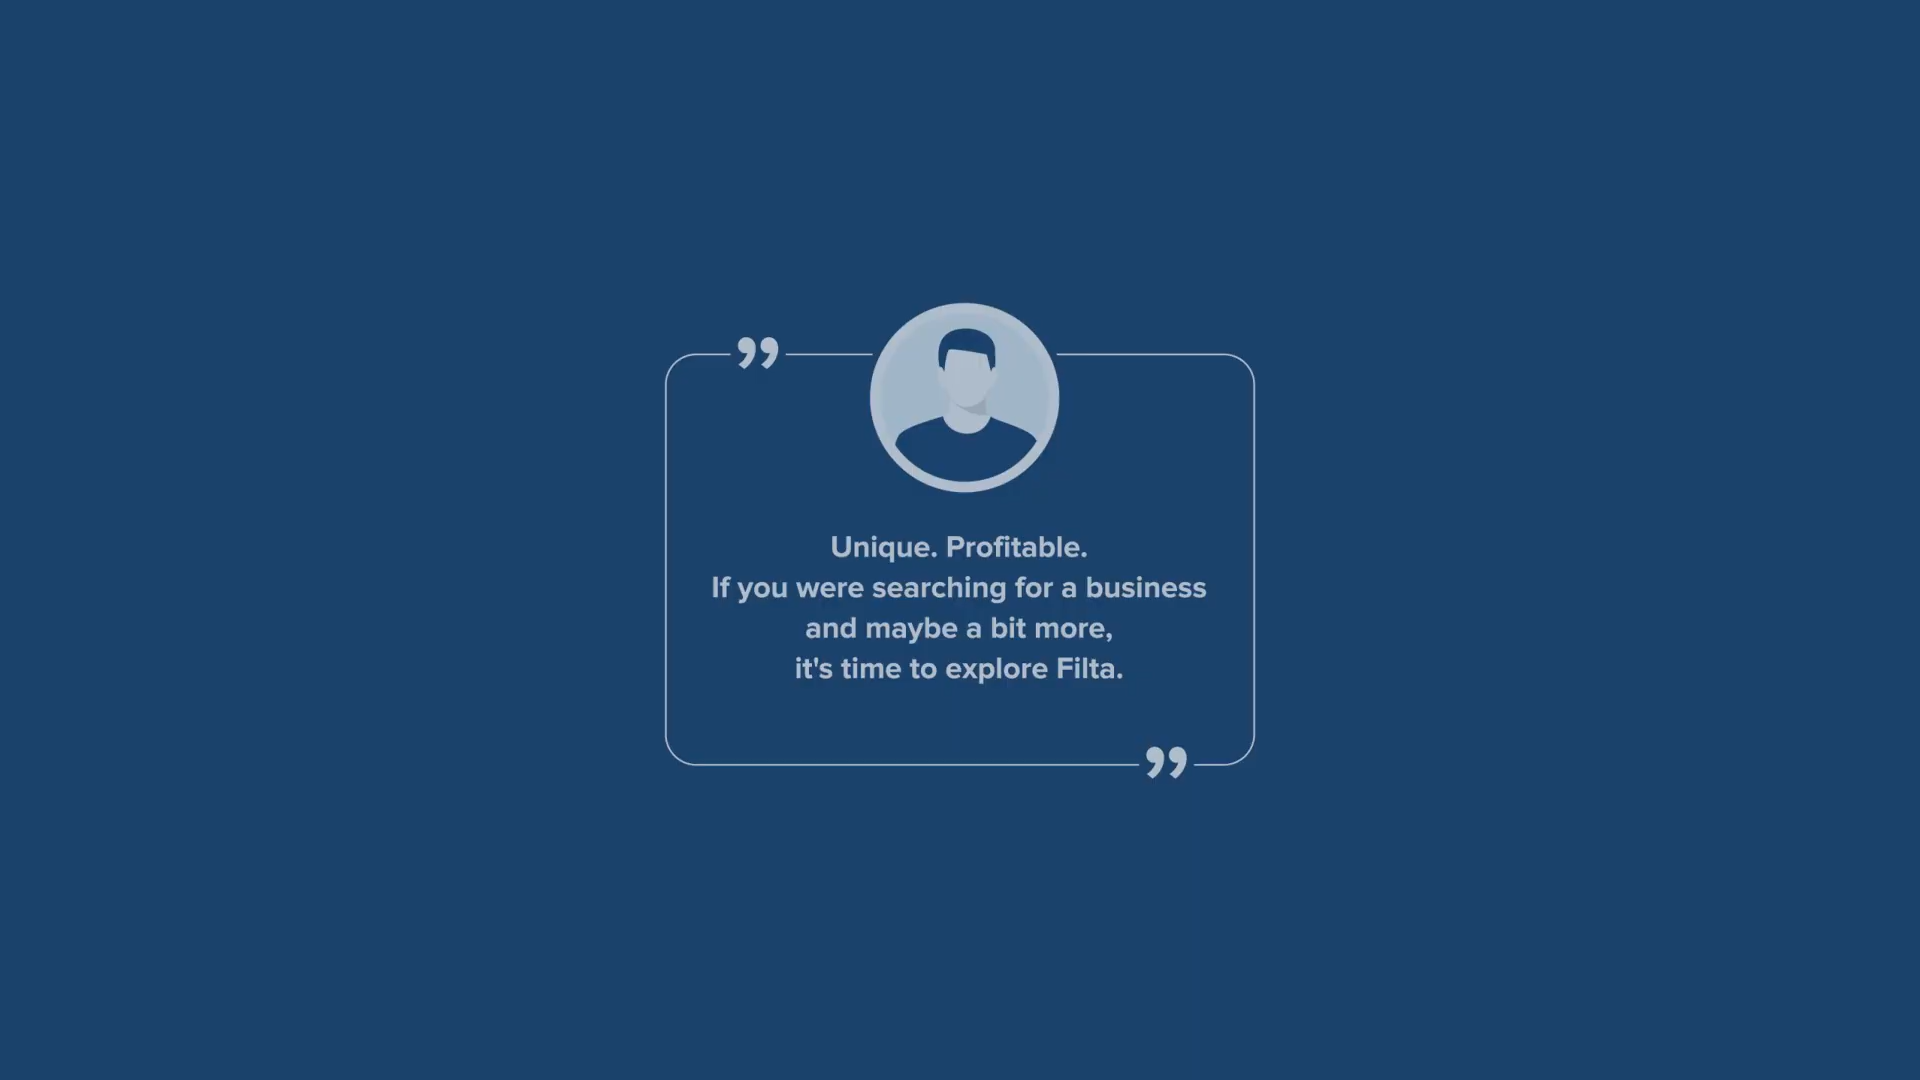 Unique. Profitable.
If you were searching for a business
and maybe a bit more,
it's time to explore Filta.